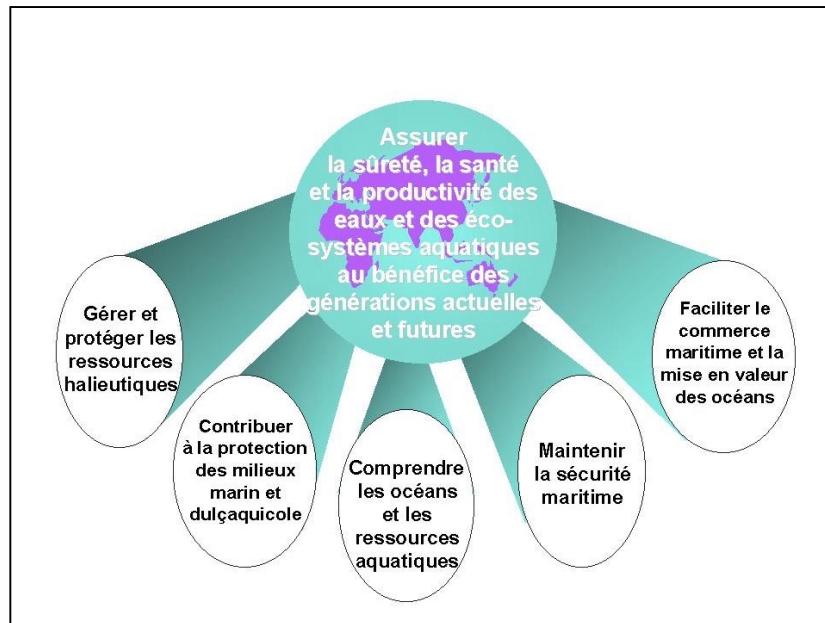 Assurer
la sûreté, la santé
et la productivité des
eaux et des éco-
systèmes aquatiques
au bénéfice des
générations actuelles
et futures
Gérer et
protéger les
ressources
halieutiques
Contribuer
à la protection
des milieux
marin et
dulçaquicole
Comprendre
les océans
et les
ressources
aquatiques
Maintenir
la sécurité
maritime
Faciliter le
commerce
maritime et la
mise en valeur
des océans